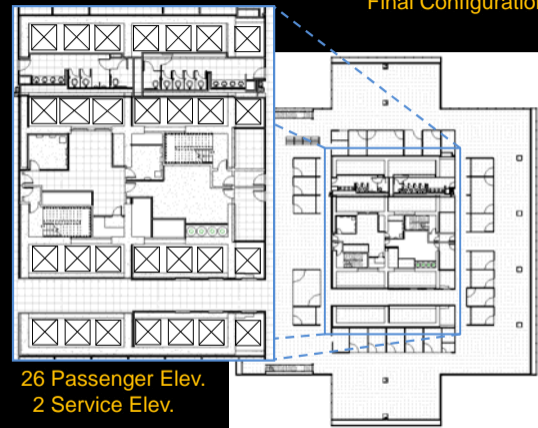 Final Configuration
26 Passenger Elev.
2 Service Elev.